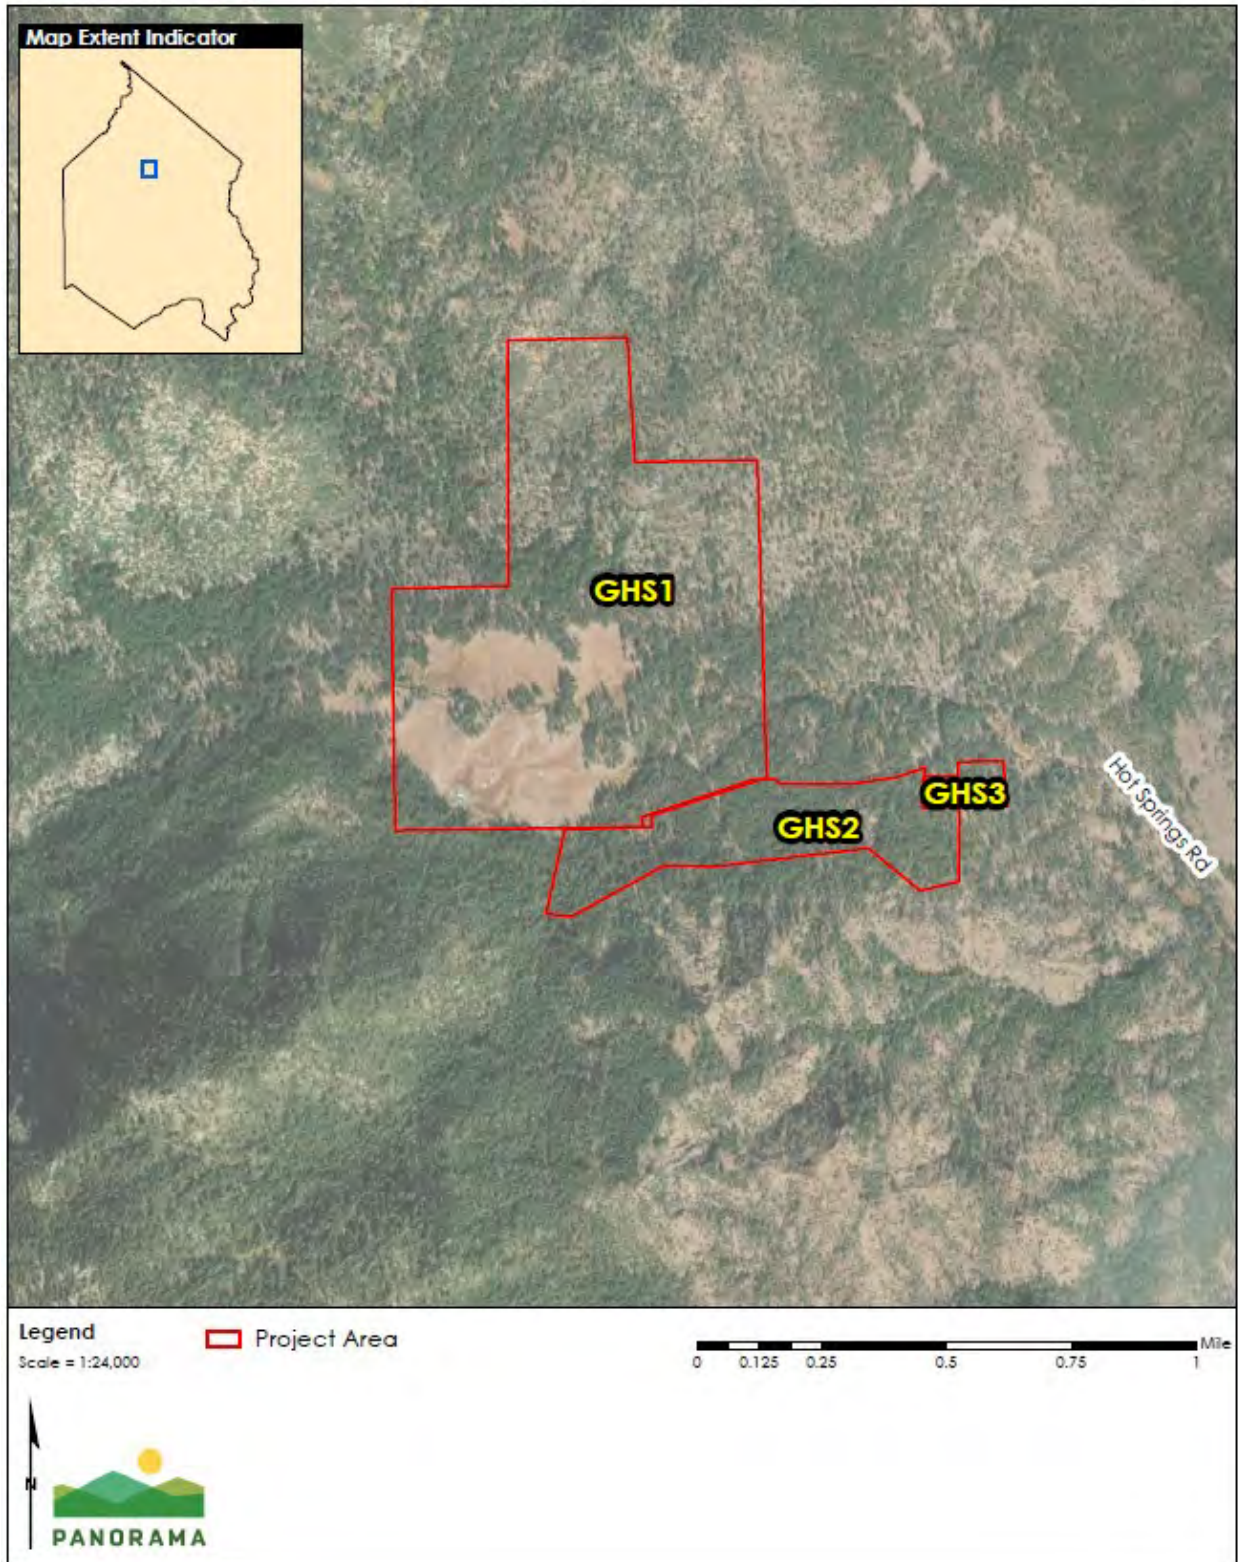 Map Extent Indicator
GHS1
GHS3
GHS2
Hot Springs Rd
Legend
Project Area
Scale = 1:24,000
Mile
0 0.125 0.25 0.5 0.75 1
N
PANORAMA